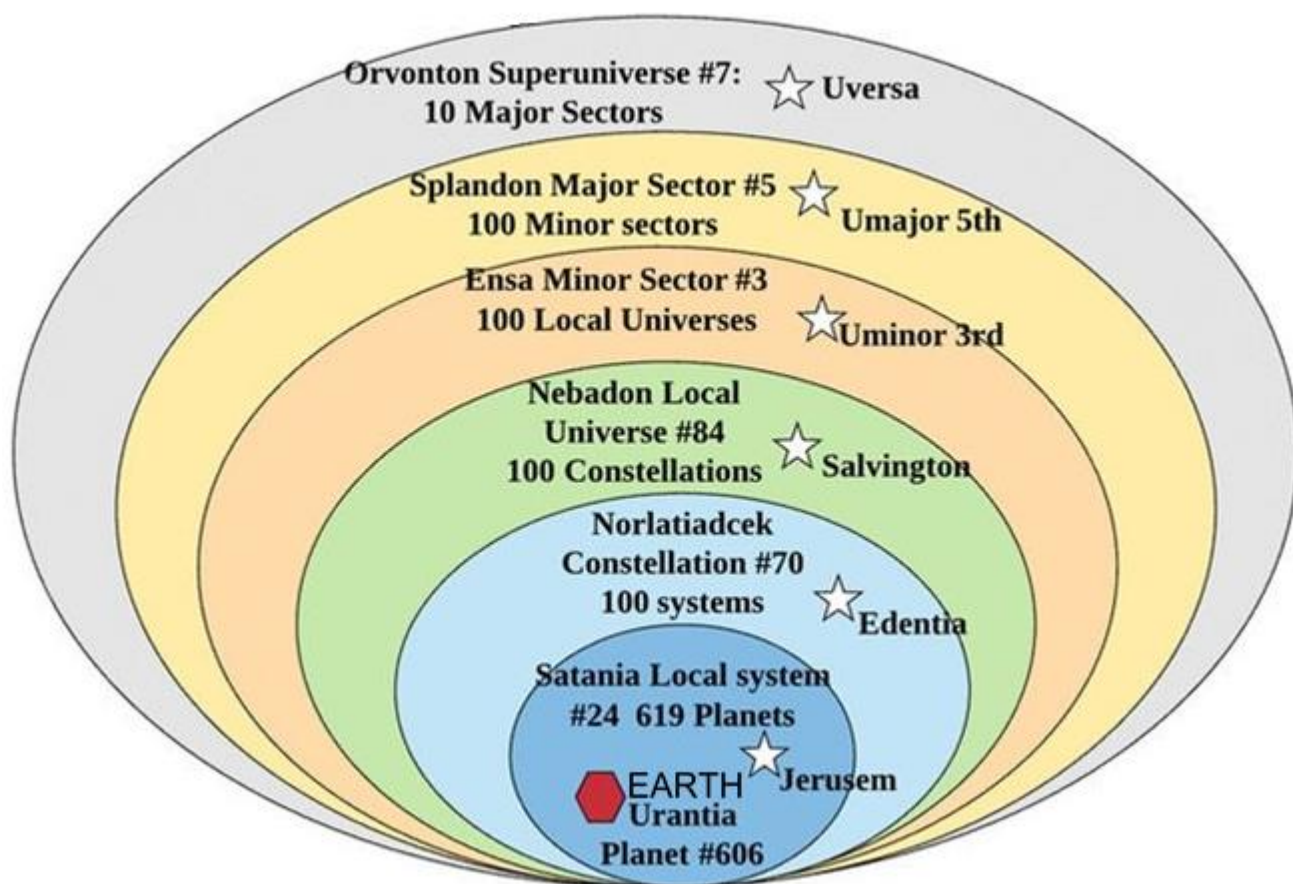 Orvonton Superuniverse #7:
10 Major Sectors
Uversa
Splandon Major Sector #5
100 Minor sectors
Umajor 5th
Ensa Minor Sector #3
100 Local Universes
Uminor 3rd
Nebadon Local
Universe #84
100 Constellations
Salvington
Norlatiadcek
Constellation #70
100 systems
Edentia
Satania Local system
#24 619 Planets
Jerusem
EARTH
Urantia
Planet #606